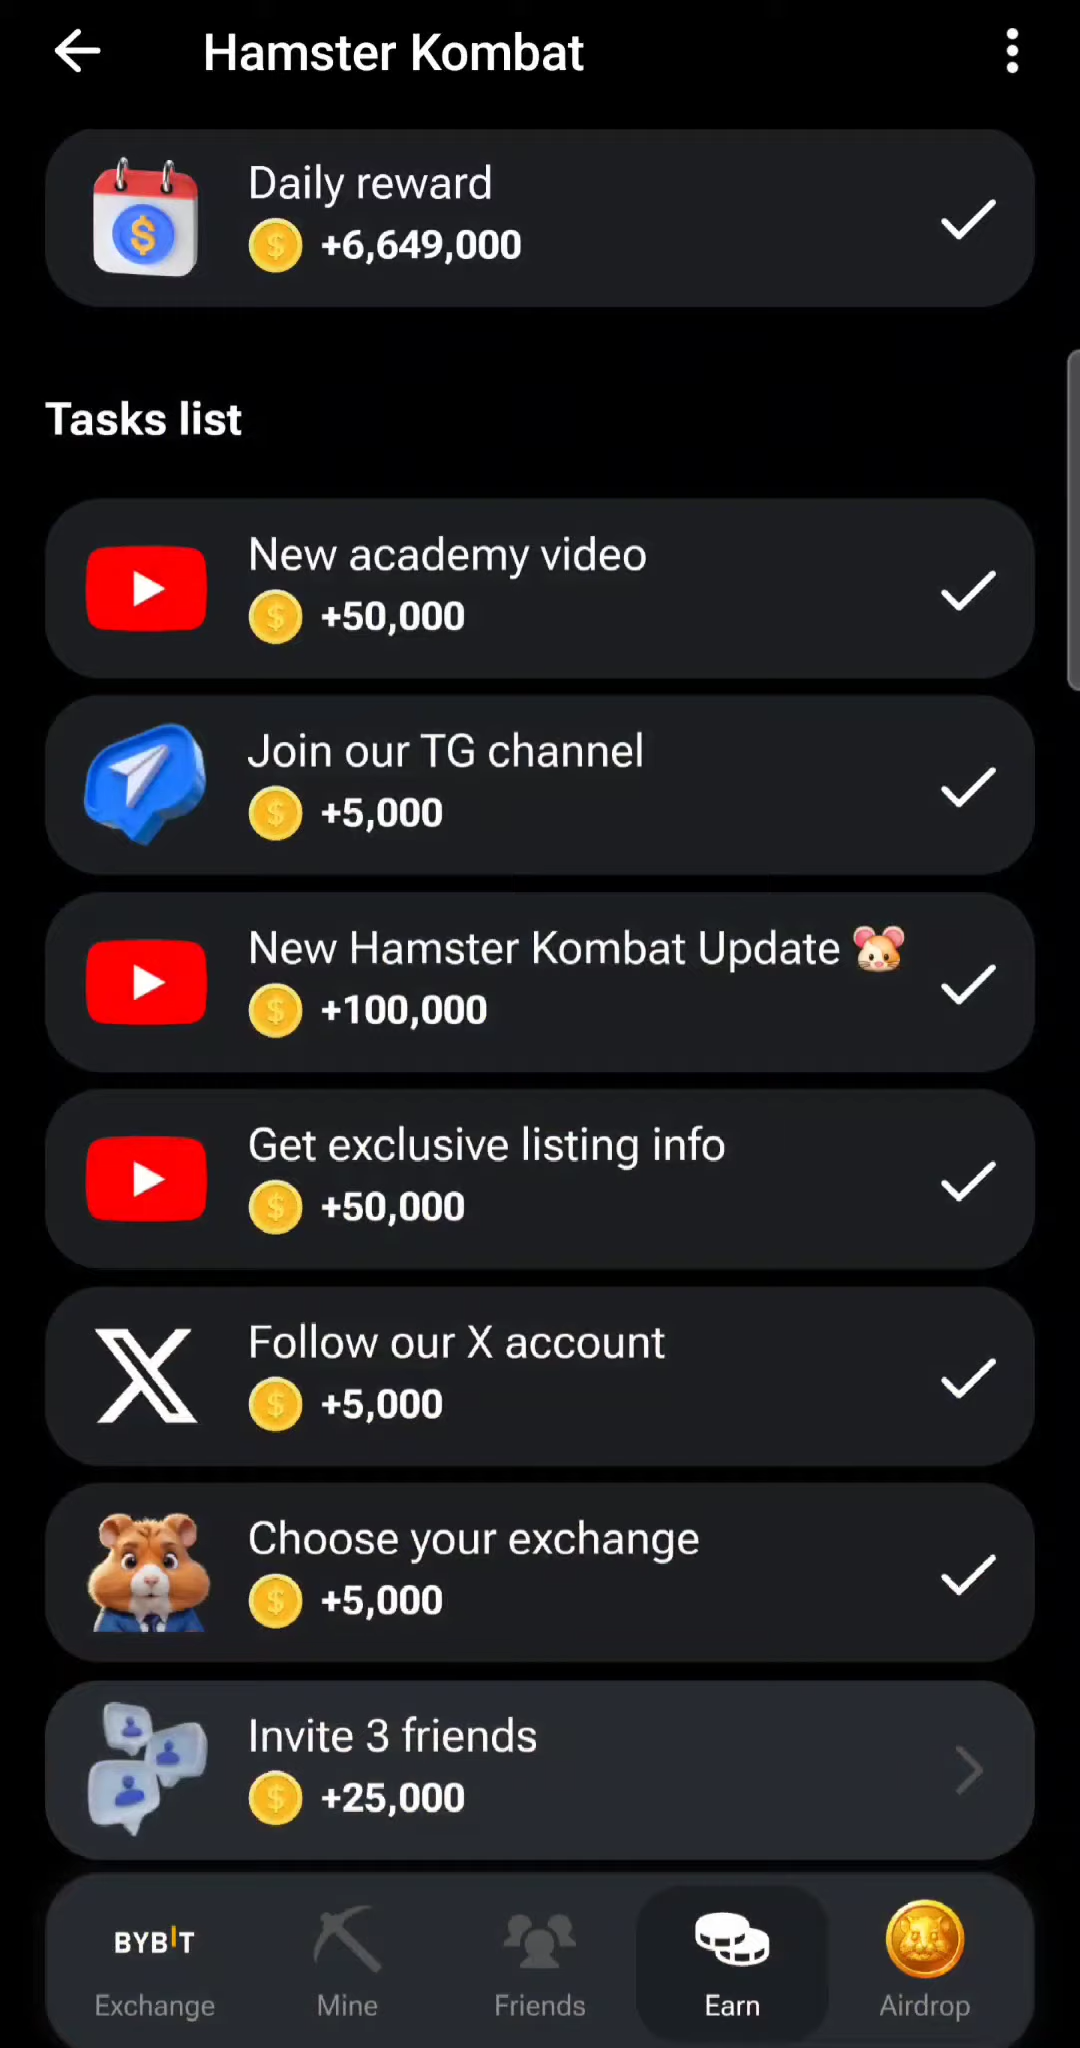 Hamster Kombat
Daily reward
+6,649,000
Tasks list
New academy video
+50,000
Join our TG channel
+5,000
New Hamster Kombat Update 🐹
+100,000
Get exclusive listing info
+50,000
Follow our X account
+5,000
Choose your exchange
+5,000
Invite 3 friends
+25,000
BYBIT
Exchange
Mine
Friends
Earn
Airdrop